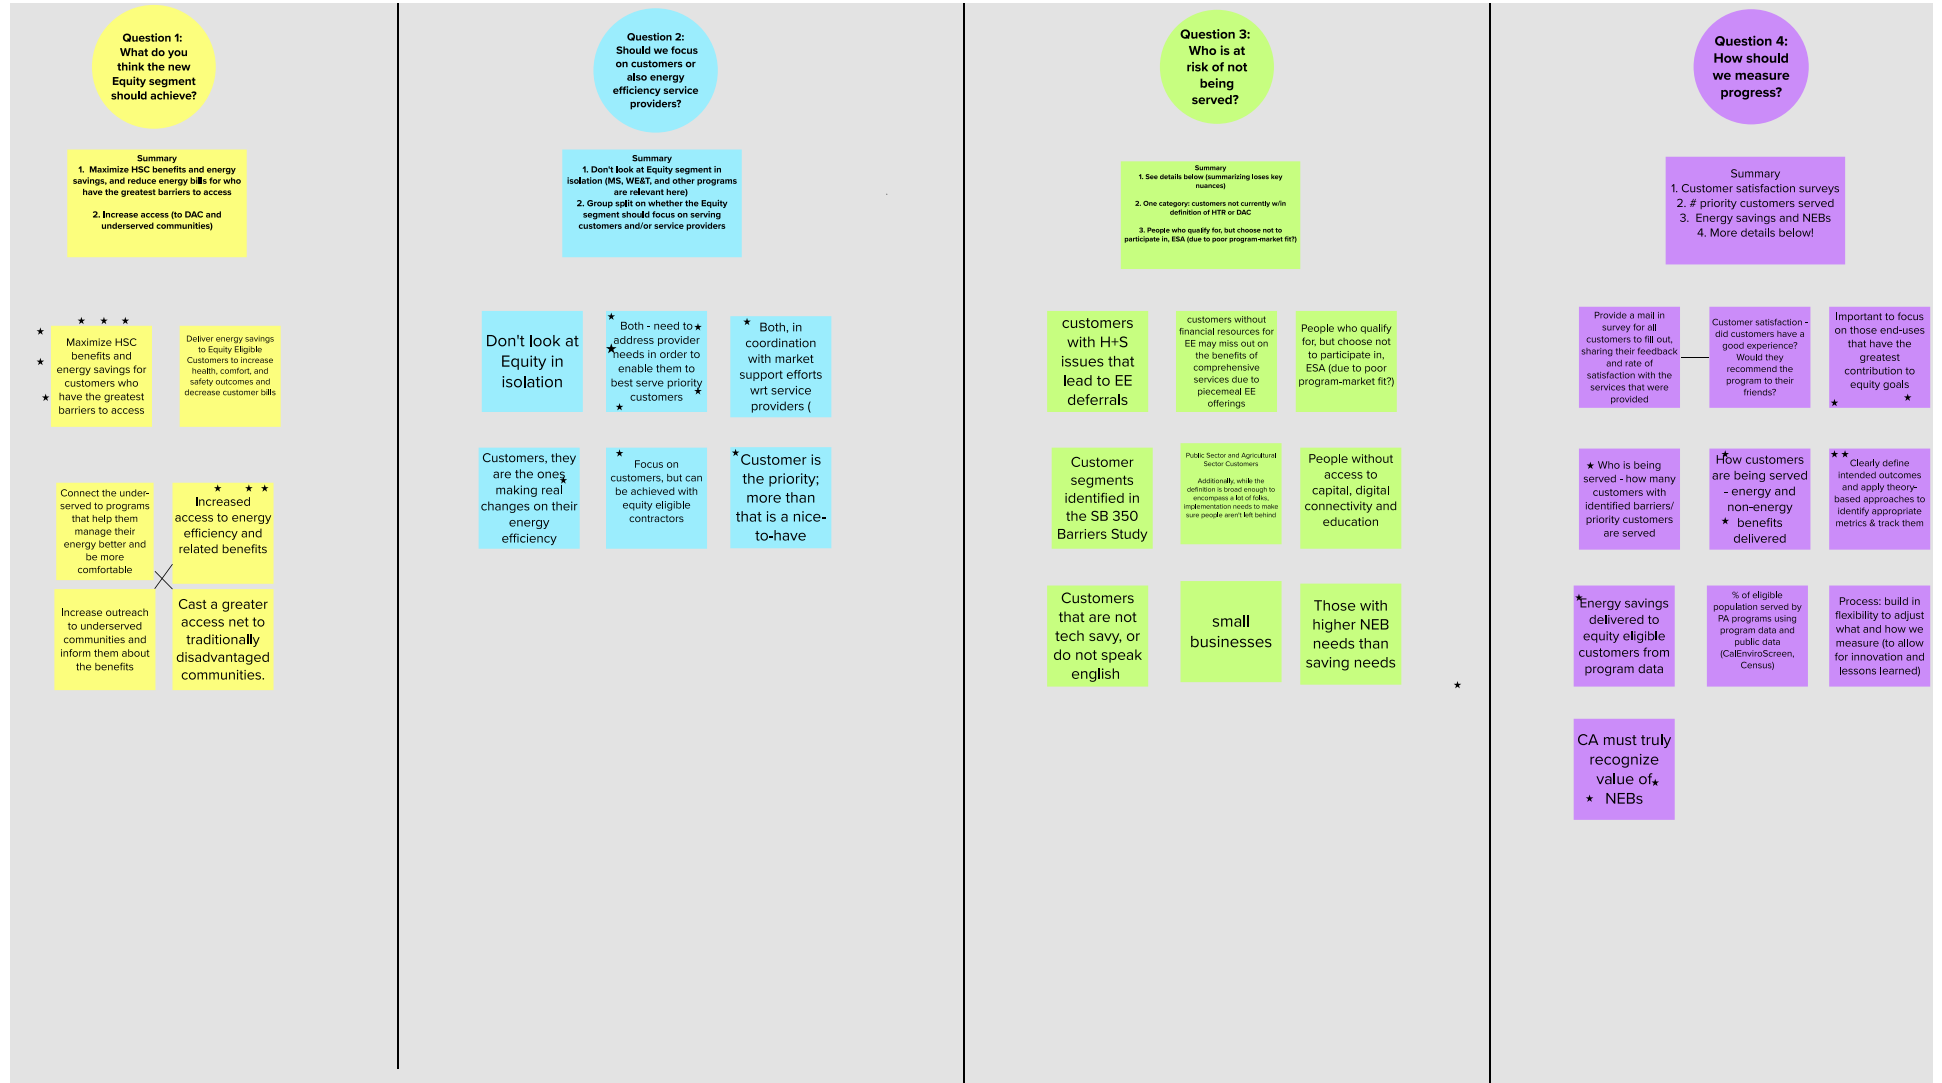 Question 1:
What do you
think the new
Equity segment
should achieve?
Summary
1. Maximize HSC benefits and energy
savings, and reduce energy bills for who
have the greatest barriers to access
2. Increase access (to DAC and
underserved communities)
Maximize HSC
benefits and
energy savings for
customers who
have the greatest
barriers to access
Deliver energy savings
to Equity Eligible
Customers to increase
health, comfort, and
safety outcomes and
decrease customer bills
Connect the under-
served to programs
that help them
manage their
energy better and
be more
comfortable
Increased
access to energy
efficiency and
related benefits
Increase outreach
to underserved
communities and
inform them about
the benefits
Cast a greater
access net to
traditionally
disadvantaged
communities.
Question 2:
Should we focus
on customers or
also energy
efficiency service
providers?
Summary
1. Don't look at Equity segment in
isolation (MS, WE&T, and other programs
are relevant here)
2. Group split on whether the Equity
segment should focus on serving
customers and/or service providers
Don't look at
Equity in
isolation
Both - need to
address provider
needs in order to
enable them to
best serve priority
customers
Both, in
coordination
with market
support efforts
wrt service
providers (
Customers, they
are the ones
making real
changes on their
energy
efficiency
Focus on
customers, but can
be achieved with
equity eligible
contractors
Customer is
the priority;
more than
that is a nice-
to-have
Question 3:
Who is at
risk of not
being
served?
Summary
1. See details below (summarizing loses key
nuances)
2. One category: customers not currently w/in
definition of HTR or DAC
3. People who qualify for, but choose not to
participate in, ESA (due to poor program-market fit?)
customers
with H+S
issues that
lead to EE
deferrals
customers without
financial resources for
EE may miss out on
the benefits of
comprehensive
services due to
piecemeal EE
offerings
People who qualify
for, but choose not
to participate in,
ESA (due to poor
program-market fit?)
Customer
segments
identified in
the SB 350
Barriers Study
Public Sector and Agricultural
Sector Customers
Additionally, while the
definition is broad enough to
encompass a lot of folks,
implementation needs to make
sure people aren't left behind
People without
access to
capital, digital
connectivity and
education
Customers
that are not
tech savy, or
do not speak
english
small
businesses
Those with
higher NEB
needs than
saving needs
Question 4:
How should
we measure
progress?
Summary
1. Customer satisfaction surveys
2. # priority customers served
3. Energy savings and NEBs
4. More details below!
Provide a mail in
survey for all
customers to fill out,
sharing their feedback
and rate of
satisfaction with the
services that were
provided
Customer satisfaction -
did customers have a
good experience?
Would they
recommend the
program to their
friends?
Important to focus
on those end-uses
that have the
greatest
contribution to
equity goals
Who is being
served - how many
customers with
identified barriers/
priority customers
are served
How customers
are being served
- energy and
non-energy
benefits
delivered
Clearly define
intended outcomes
and apply theory-
based approaches to
identify appropriate
metrics & track them
Energy savings
delivered to
equity eligible
customers from
program data
% of eligible
population served by
PA programs using
program data and
public data
(CalEnviroScreen,
Census)
Process: build in
flexibility to adjust
what and how we
measure (to allow
for innovation and
lessons learned)
CA must truly
recognize
value of
NEBs